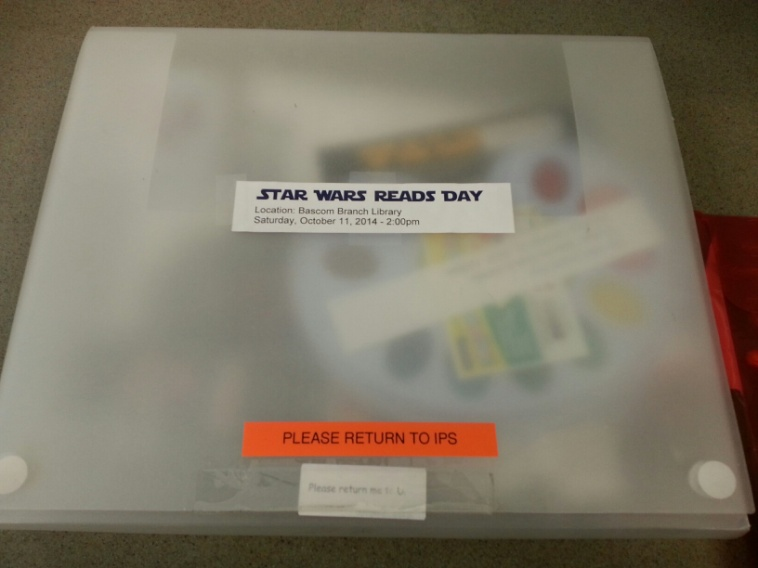 STAR WARS READS DAY
Location: Bascom Branch Library
Saturday, October 11, 2014 - 2:00pm
PLEASE RETURN TO IPS
Please return